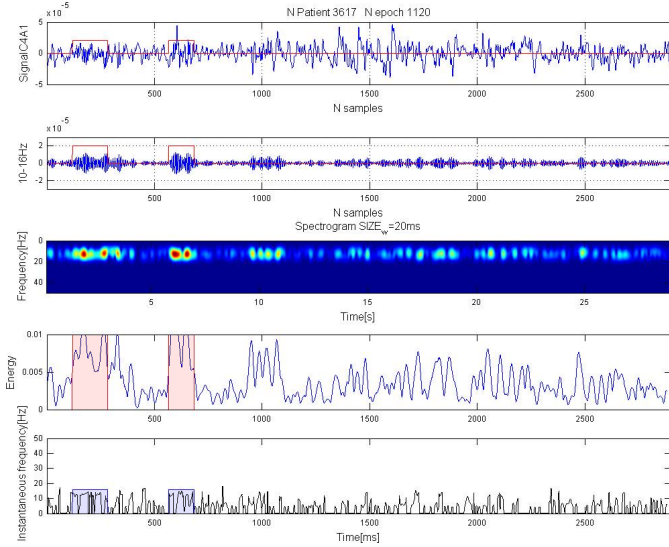 N Patient 3617 N epoch 1120
x 10^-5
SignalC4A1
5
0
-5
500 1000 1500 2000 2500
N samples
x 10^-5
10-16Hz
2
0
-2
500 1000 1500 2000 2500
N samples
Spectrogram SIZE_w=20ms
Frequency[Hz]
0
20
40
5 10 15 20 25
Time[s]
Energy
0.01
0.005
0
500 1000 1500 2000 2500
Instantaneous frequency[Hz]
50
40
30
20
10
0
500 1000 1500 2000 2500
Time[ms]